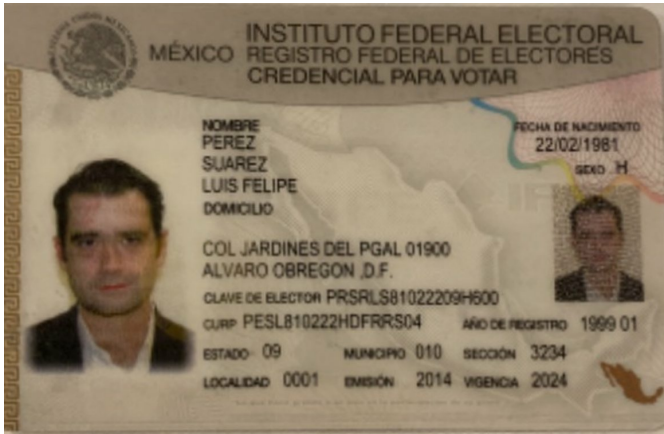 INSTITUTO FEDERAL ELECTORAL
MÉXICO REGISTRO FEDERAL DE ELECTORES
CREDENCIAL PARA VOTAR
NOMBRE
PEREZ
SUAREZ
LUIS FELIPE
FECHA DE NACIMIENTO
22/02/1981
SEXO H
DOMICILIO
COL JARDINES DEL PGAL 01900
ALVARO OBREGON ,D.F.
CLAVE DE ELECTOR PRSRLS81022209H600
CURP PESL810222HDFRRS04 AÑO DE REGISTRO 1999 01
ESTADO 09 MUNICIPIO 010 SECCIÓN 3234
LOCALIDAD 0001 EMISIÓN 2014 VIGENCIA 2024